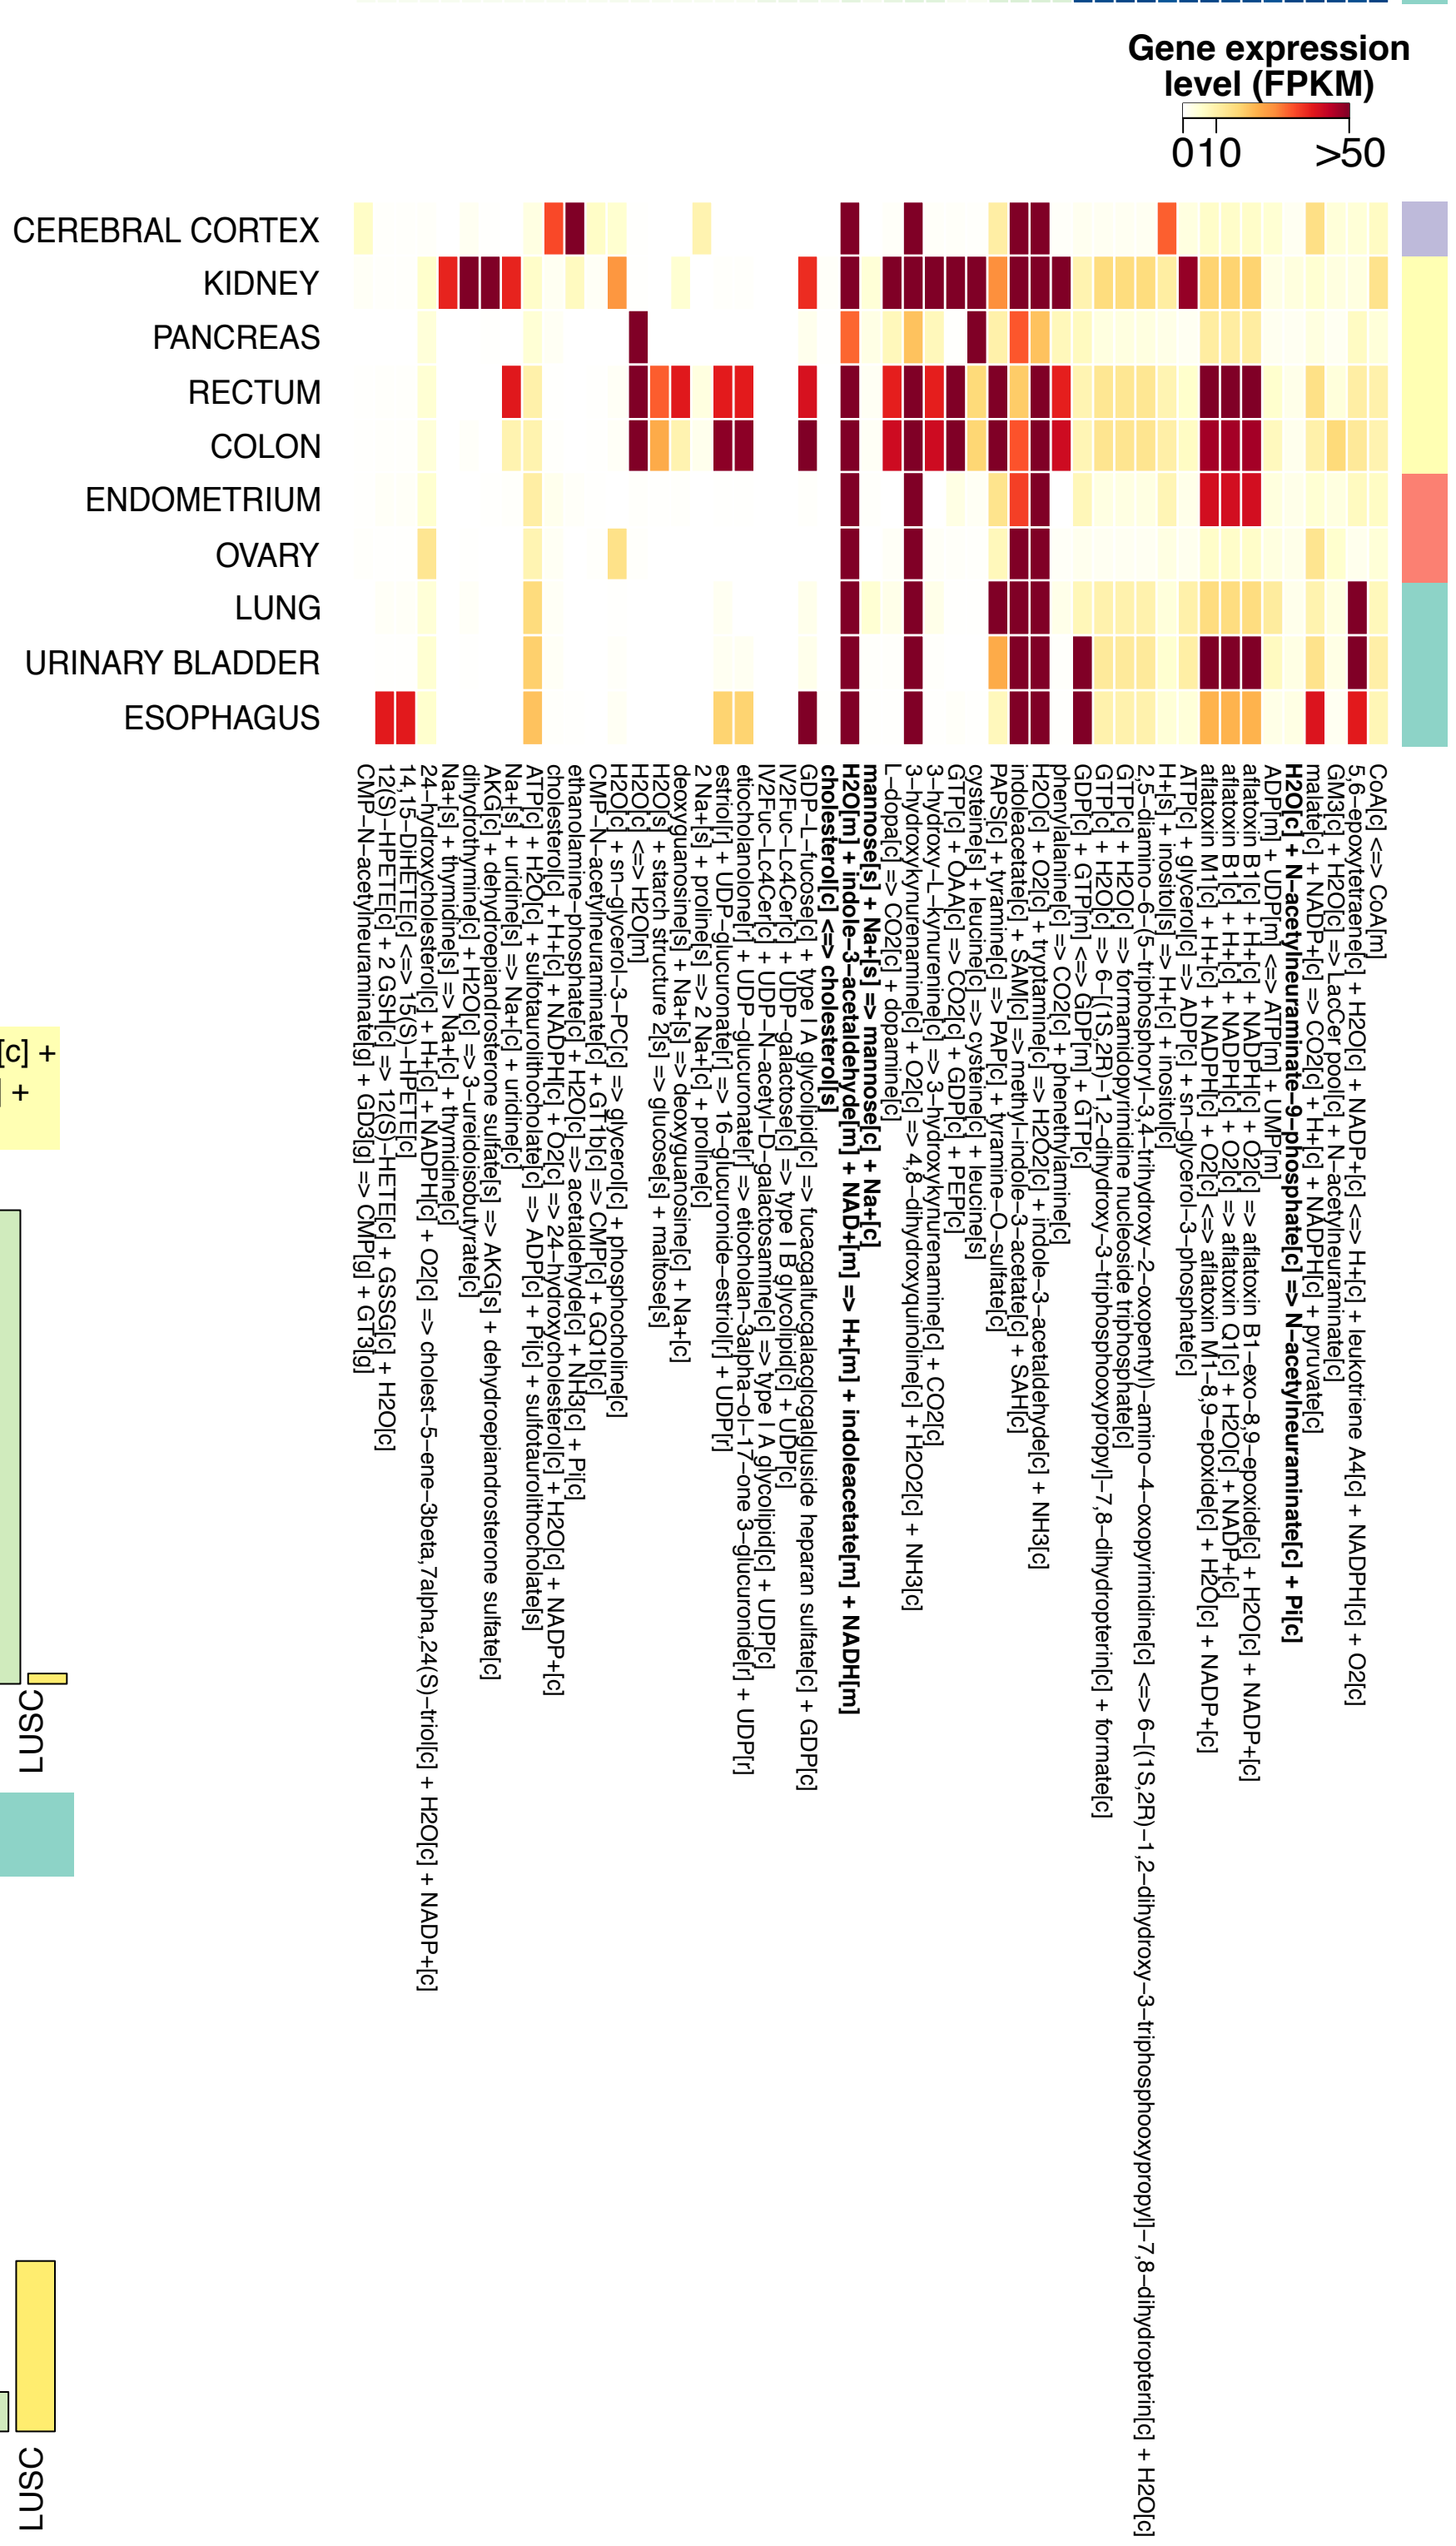 Gene expression
level (FPKM)
0 10 >50
CEREBRAL CORTEX
KIDNEY
PANCREAS
RECTUM
COLON
ENDOMETRIUM
OVARY
LUNG
URINARY BLADDER
ESOPHAGUS
CoA[c] <=> CoA[m]
5,6−epoxytetraene[c] + H2O[c] + NADP+[c] <=> H+[c] + leukotriene A4[c] + NADPH[c] + O2[c]
GM3[c] + H2O[c] => LacCer pool[c] + N−acetylneuraminate[c]
malate[c] + NADP+[c] => CO2[c] + H+[c] + NADPH[c] + pyruvate[c]
H2O[c] + N−acetylneuraminate−9−phosphate[c] => N−acetylneuraminate[c] + Pi[c]
ADP[m] + UDP[m] <=> ATP[m] + UMP[m]
aflatoxin B1[c] + H+[c] + NADPH[c] + O2[c] => aflatoxin B1−exo−8,9−epoxide[c] + H2O[c] + NADP+[c]
aflatoxin B1[c] + H+[c] + NADPH[c] + O2[c] => aflatoxin Q1[c] + H2O[c] + NADP+[c]
aflatoxin M1[c] + H+[c] + NADPH[c] + O2[c] <=> aflatoxin M1−8,9−epoxide[c] + H2O[c] + NADP+[c]
ATP[c] + glycerol[c] => ADP[c] + sn−glycerol−3−phosphate[c]
H+[s] + inositol[s] => H+[c] + inositol[c]
2,5−diamino−6−(5−triphosphoryl−3,4−trihydroxy−2−oxopentyl)−amino−4−oxopyrimidine[c] <=> 6−[(1S,2R)−1,2−dihydroxy−3−triphosphooxypropyl]−7,8−dihydropterin[c] + H2O[c]
GTP[c] + H2O[c] => formamidopyrimidine nucleoside triphosphate[c]
GTP[c] + H2O[c] => 6−[(1S,2R)−1,2−dihydroxy−3−triphosphooxypropyl]−7,8−dihydropterin[c] + formate[c]
GDP[c] + GTP[m] <=> GDP[m] + GTP[c]
phenylalanine[c] => CO2[c] + phenethylamine[c]
H2O[c] + O2[c] + tryptamine[c] => H2O2[c] + indole−3−acetaldehyde[c] + NH3[c]
indoleacetate[c] + SAM[c] => methyl−indole−3−acetate[c] + SAH[c]
PAPS[c] + tyramine[c] => PAP[c] + tyramine−O−sulfate[c]
cysteine[s] + leucine[c] => cysteine[c] + leucine[s]
GTP[c] + OAA[c] => CO2[c] + GDP[c] + PEP[c]
3−hydroxy−L−kynurenine[c] => 3−hydroxykynurenamine[c] + CO2[c]
3−hydroxykynurenamine[c] + O2[c] => 4,8−dihydroxyquinoline[c] + H2O2[c] + NH3[c]
L−dopa[c] => CO2[c] + dopamine[c]
mannose[s] + Na+[s] => mannose[c] + Na+[c]
H2O[m] + indole−3−acetaldehyde[m] + NAD+[m] => H+[m] + indoleacetate[m] + NADH[m]
cholesterol[c] <=> cholesterol[s]
GDP−L−fucose[c] + type I A glycolipid[c] => fucacgalfucgalacglcgalgluside heparan sulfate[c] + GDP[c]
IV2Fuc−Lc4Cer[c] + UDP−galactose[c] => type I B glycolipid[c] + UDP[c]
IV2Fuc−Lc4Cer[c] + UDP−N−acetyl−D−galactosamine[c] => type I A glycolipid[c] + UDP[c]
etiocholanolone[r] + UDP−glucuronate[r] => etiocholan−3alpha−ol−17−one 3−glucuronide[r] + UDP[r]
estriol[r] + UDP−glucuronate[r] => 16−glucuronide−estriol[r] + UDP[r]
2 Na+[s] + proline[s] => 2 Na+[c] + proline[c]
deoxyguanosine[s] + Na+[s] => deoxyguanosine[c] + Na+[c]
H2O[s] + starch structure 2[s] => glucose[s] + maltose[s]
H2O[c] <=> H2O[m]
H2O[c] + sn−glycerol−3−PC[c] => glycerol[c] + phosphocholine[c]
CMP−N−acetylneuraminate[c] + GT1b[c] => CMP[c] + GQ1b[c]
ethanolamine−phosphate[c] + H2O[c] => acetaldehyde[c] + NH3[c] + Pi[c]
cholesterol[c] + H+[c] + NADPH[c] + O2[c] => 24−hydroxycholesterol[c] + H2O[c] + NADP+[c]
ATP[c] + H2O[c] + sulfotaurolithocholate[c] => ADP[c] + Pi[c] + sulfotaurolithocholate[s]
Na+[s] + uridine[s] => Na+[c] + uridine[c]
AKG[c] + dehydroepiandrosterone sulfate[s] => AKG[s] + dehydroepiandrosterone sulfate[c]
dihydrothymine[c] + H2O[c] => 3−ureidoisobutyrate[c]
Na+[s] + thymidine[s] => Na+[c] + thymidine[c]
24−hydroxycholesterol[c] + H+[c] + NADPH[c] + O2[c] => cholest−5−ene−3beta,7alpha,24(S)−triol[c] + H2O[c] + NADP+[c]
14,15−DiHETE[c] <=> 15(S)−HPETE[c]
12(S)−HPETE[c] + 2 GSH[c] => 12(S)−HETE[c] + GSSG[c] + H2O[c]
CMP−N−acetylneuraminate[g] + GD3[g] => CMP[g] + GT3[g]
[c] +
] +
LUSC
LUSC